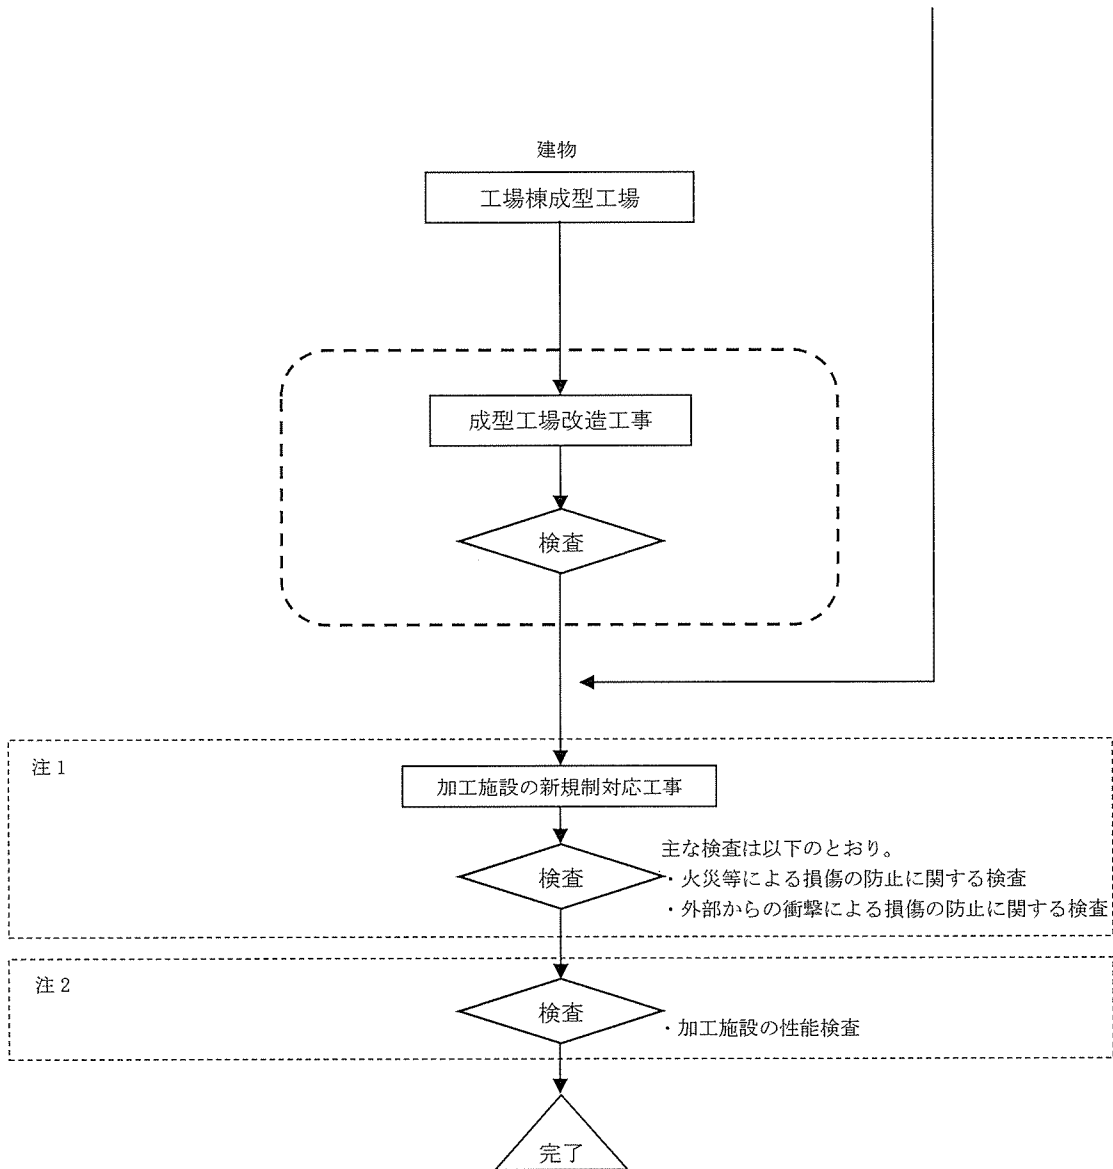 建物
工場棟成型工場
成型工場改造工事
検査
注1
加工施設の新規制対応工事
検査
主な検査は以下のとおり。
・火災等による損傷の防止に関する検査
・外部からの衝撃による損傷の防止に関する検査
注2
検査
・加工施設の性能検査
完了